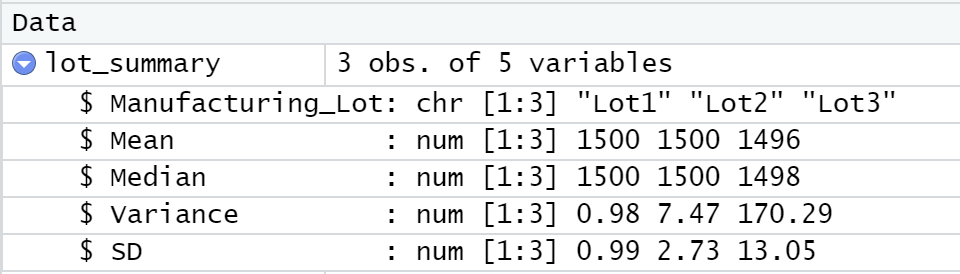 Data
lot_summary 3 obs. of 5 variables
$ Manufacturing_Lot: chr [1:3] "Lot1" "Lot2" "Lot3"
$ Mean : num [1:3] 1500 1500 1496
$ Median : num [1:3] 1500 1500 1498
$ Variance : num [1:3] 0.98 7.47 170.29
$ SD : num [1:3] 0.99 2.73 13.05